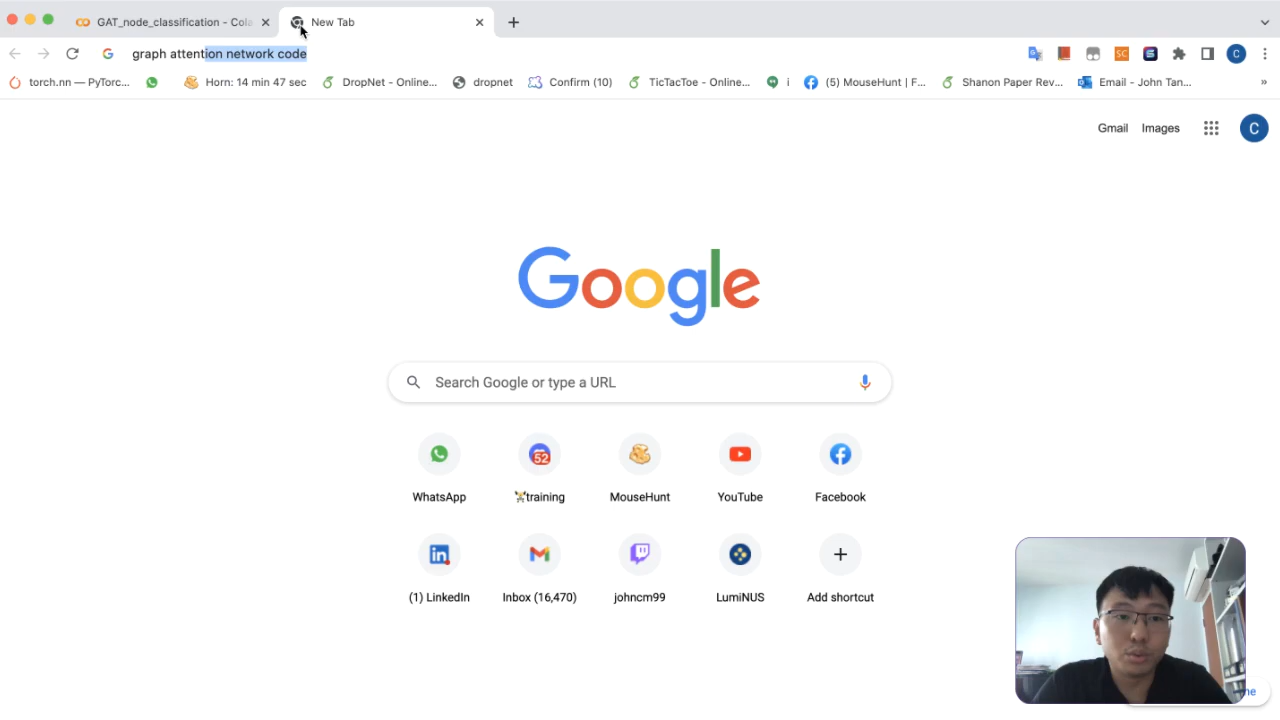 GAT_node_classification - Cola
New Tab
graph attention network code
torch.nn — PyTorc...
Horn: 14 min 47 sec
DropNet - Online...
dropnet
Confirm (10)
TicTacToe - Online...
i
(5) MouseHunt | F...
Shanon Paper Rev...
Email - John Tan...
»
Gmail
Images
C
Google
Search Google or type a URL
52
WhatsApp
training
MouseHunt
YouTube
Facebook
(1) LinkedIn
Inbox (16,470)
johncm99
LumiNUS
Add shortcut